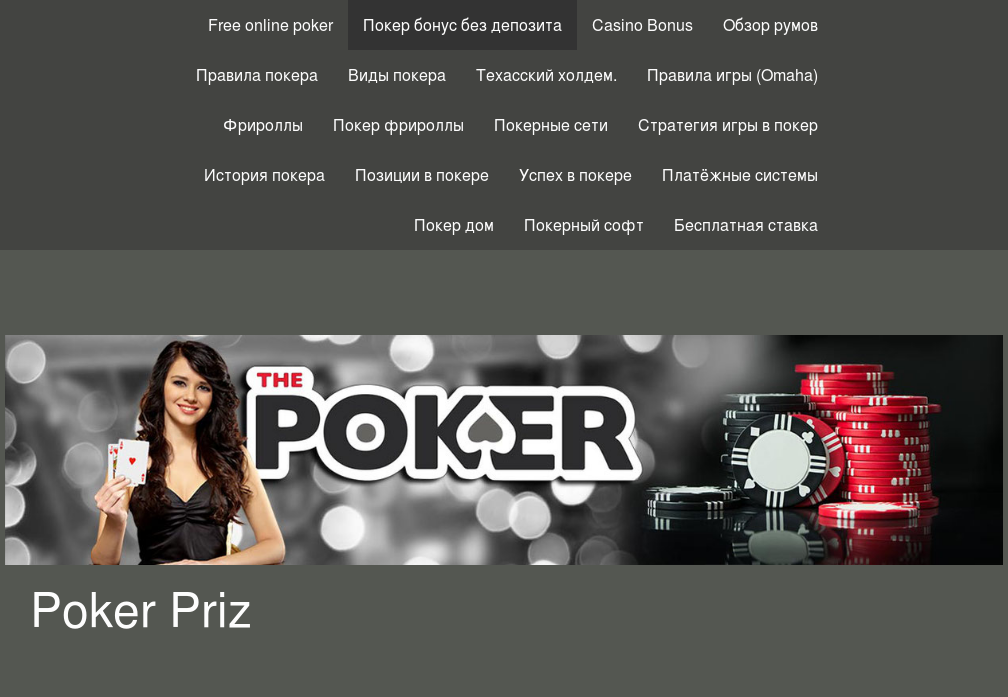 Free online poker Покер бонус без депозита Casino Bonus Обзор румов
Правила покера Виды покера Техасский холдем. Правила игры (Omaha)
Фрироллы Покер фрироллы Покерные сети Стратегия игры в покер
История покера Позиции в покере Успех в покере Платёжные системы
Покер дом Покерный софт Бесплатная ставка
THE
POKER
Poker Priz